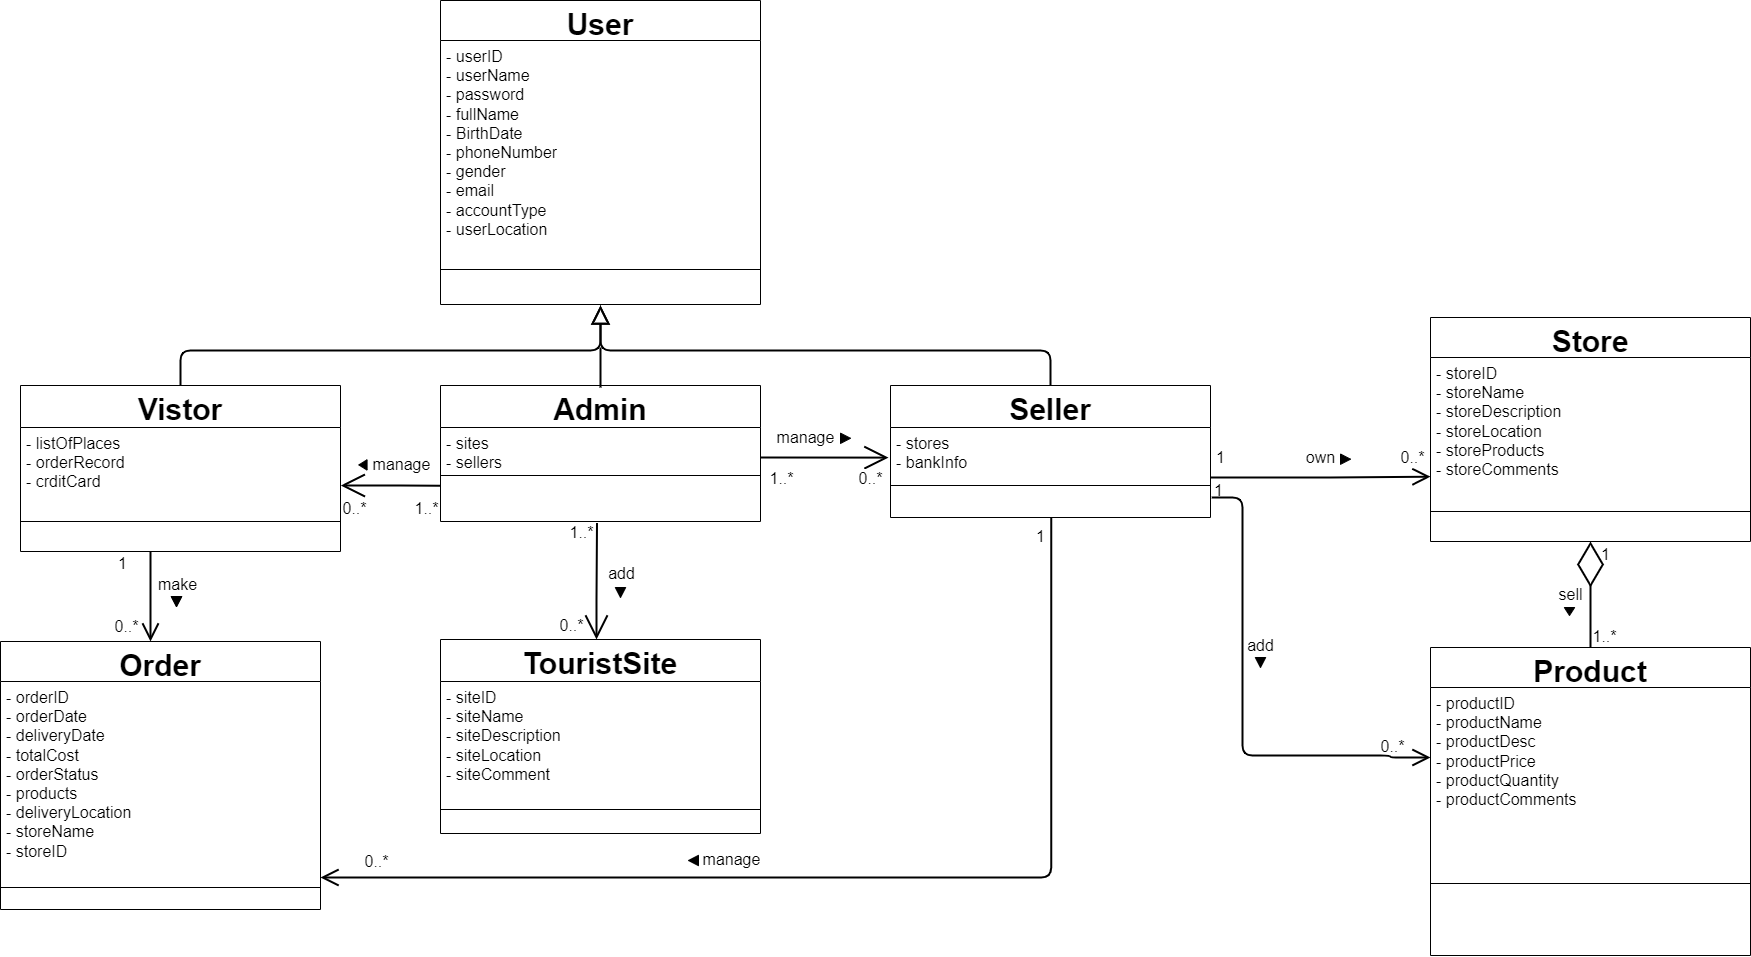 User
- userID
- userName
- password
- fullName
- BirthDate
- phoneNumber
- gender
- email
- accountType
- userLocation
Vistor
- listOfPlaces
- orderRecord
- crditCard
◀ manage
0..*
1..*
Admin
- sites
- sellers
manage ▶
1..*
0..*
Seller
- stores
- bankInfo
1
own ▶
0..*
1
Store
- storeID
- storeName
- storeDescription
- storeLocation
- storeProducts
- storeComments
1
make
▼
0..*
1..*
add
▼
0..*
1
1
sell
▼
1..*
Order
- orderID
- orderDate
- deliveryDate
- totalCost
- orderStatus
- products
- deliveryLocation
- storeName
- storeID
TouristSite
- siteID
- siteName
- siteDescription
- siteLocation
- siteComment
add
▼
0..*
Product
- productID
- productName
- productDesc
- productPrice
- productQuantity
- productComments
0..*
◀ manage